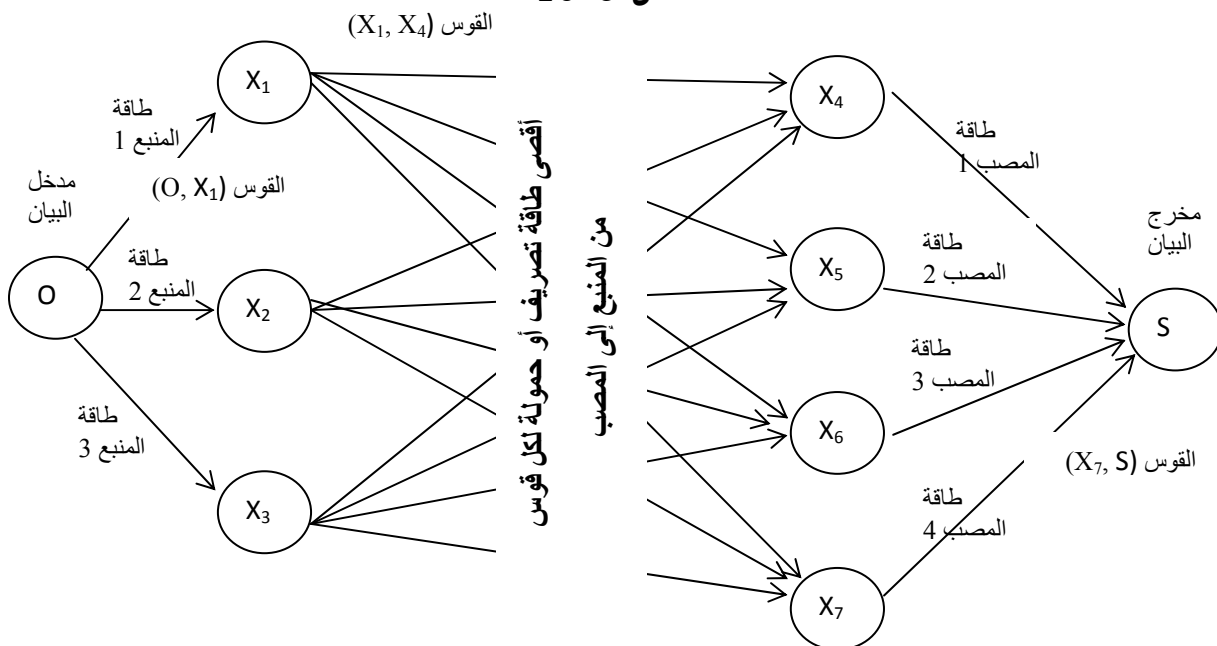 القوس (X₁, X₄)
X₁
X₄
طاقة
المنبع 1
طاقة
المصب 1
مدخل
البيان
القوس (O, X₁)
مخرج
البيان
أقصى طاقة تصريف أو حمولة لكل قوس
من المنبع إلى المصب
طاقة
المنبع 2
O
X₂
X₅
طاقة
المصب 2
S
طاقة
المصب 3
طاقة
المنبع 3
X₆
القوس (X₇, S)
X₃
طاقة
المصب 4
X₇